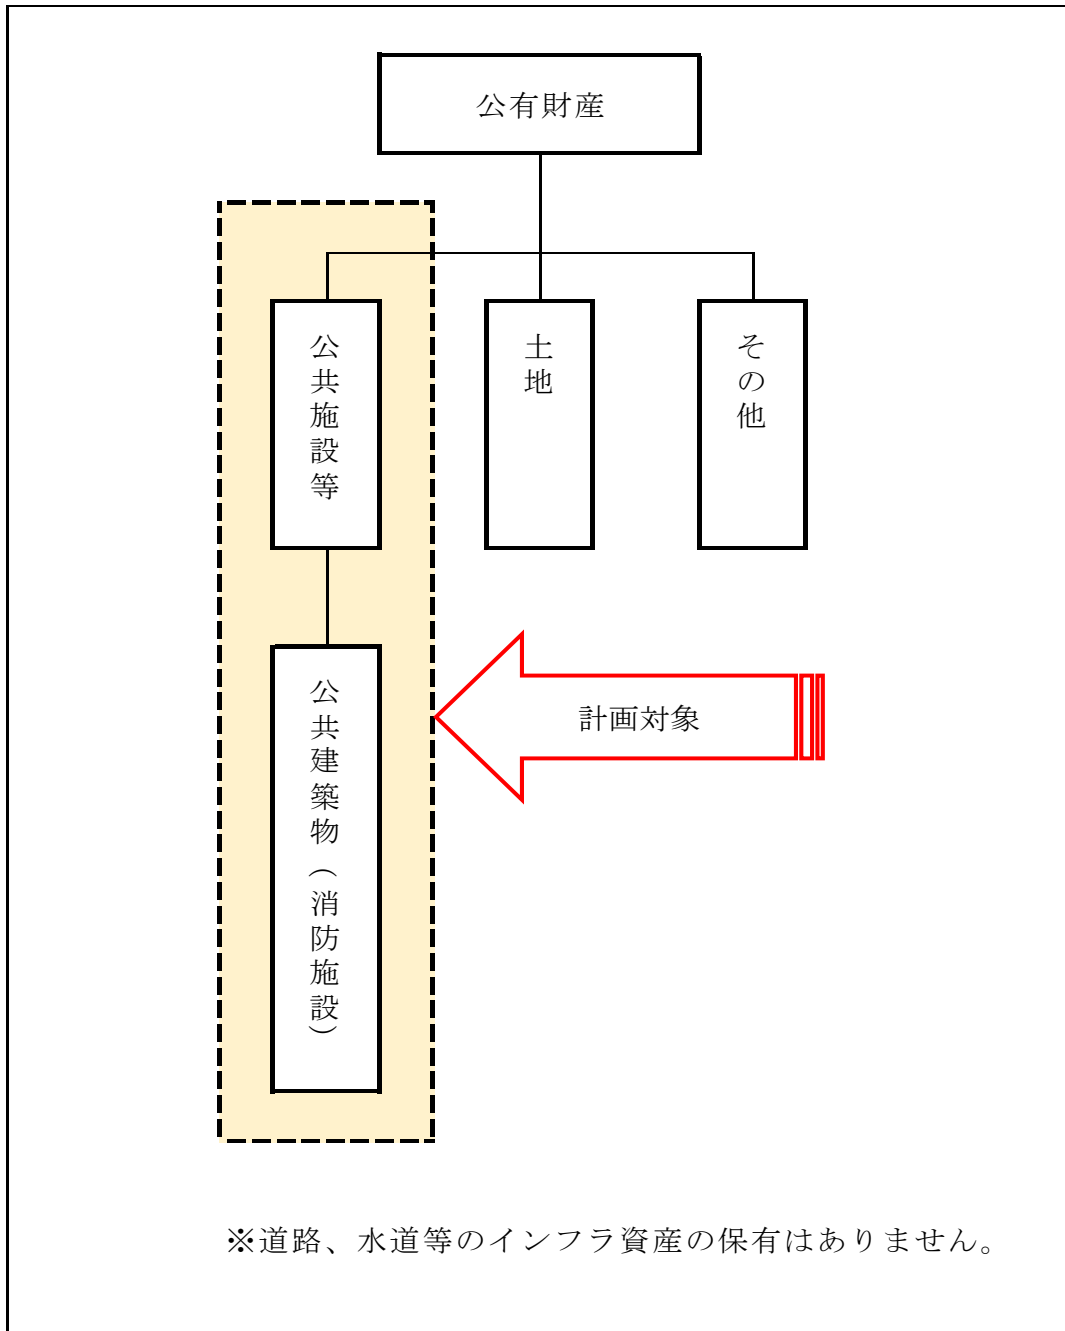 公有財産
公共施設等
土地
その他
公共建築物（消防施設）
計画対象
※道路、水道等のインフラ資産の保有はありません。